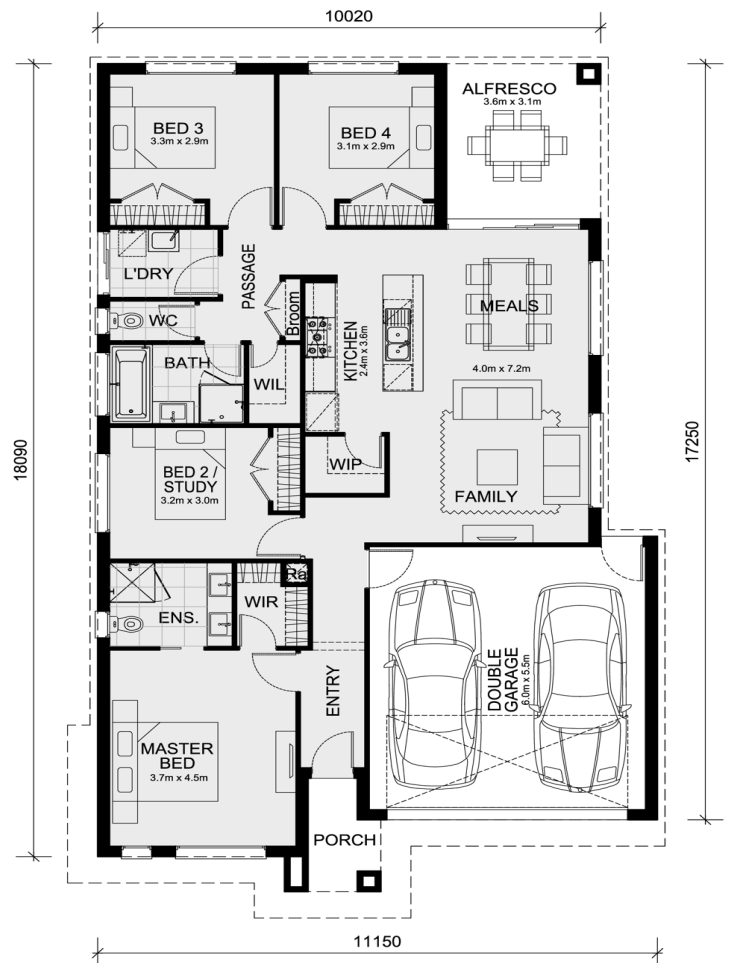 10020
ALFRESCO
3.6m x 3.1m
BED 3
3.3m x 2.9m
BED 4
3.1m x 2.9m
L'DRY
PASSAGE
WC
Broom
KITCHEN
2.4m x 3.6m
MEALS
4.0m x 7.2m
BATH
WIL
WIP
FAMILY
BED 2 /
STUDY
3.2m x 3.0m
18090
17250
Ra
WIR
ENS.
ENTRY
DOUBLE
GARAGE
6.0m x 5.5m
MASTER
BED
3.7m x 4.5m
PORCH
11150